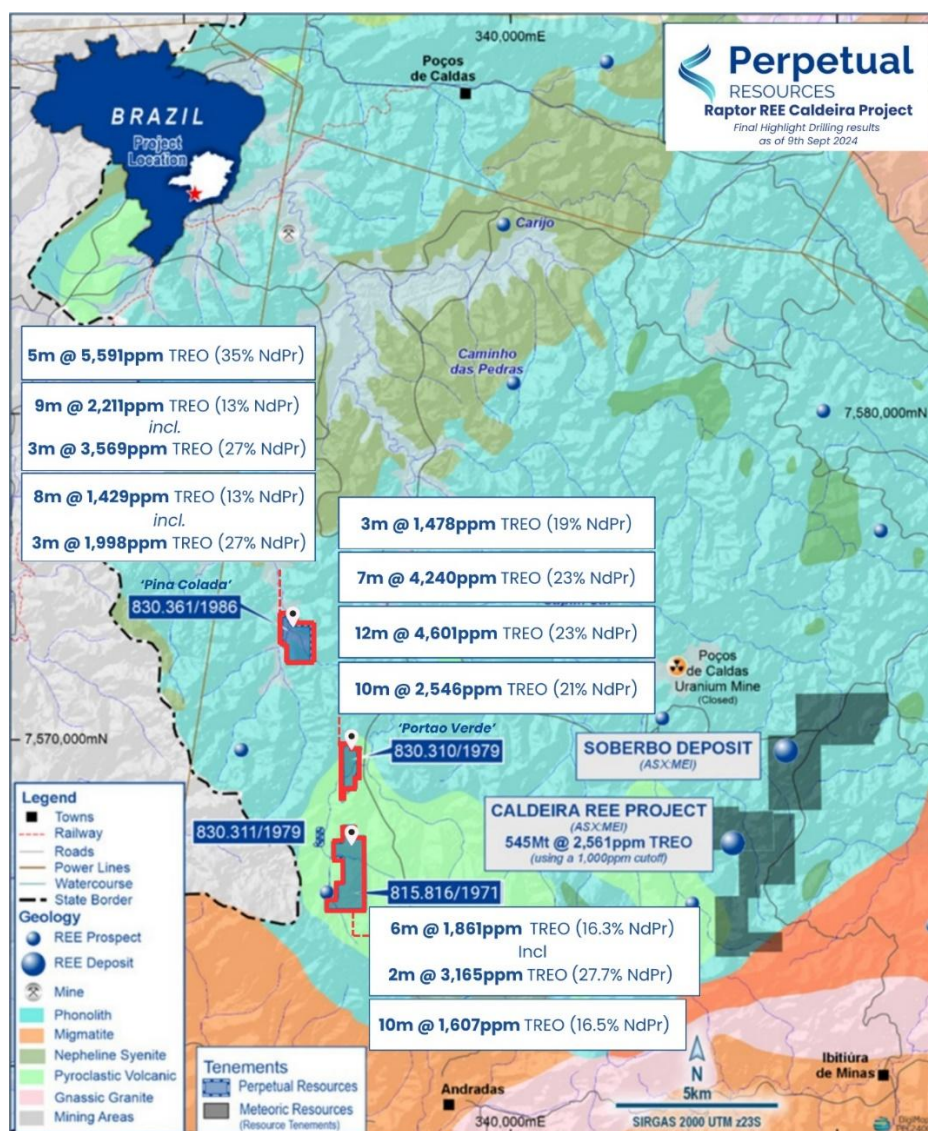 340,000mE
Poços
de Caldas
Perpetual
RESOURCES
Raptor REE Caldeira Project
Final Highlight Drilling results
as of 9th Sept 2024
BRAZIL
Project
Location
Carijo
Caminho
das Pedras
7,580,000mN
5m @ 5,591ppm TREO (35% NdPr)
9m @ 2,211ppm TREO (13% NdPr)
incl.
3m @ 3,569ppm TREO (27% NdPr)
8m @ 1,429ppm TREO (13% NdPr)
incl.
3m @ 1,998ppm TREO (27% NdPr)
3m @ 1,478ppm TREO (19% NdPr)
7m @ 4,240ppm TREO (23% NdPr)
12m @ 4,601ppm TREO (23% NdPr)
10m @ 2,546ppm TREO (21% NdPr)
'Pina Colada'
830.361/1986
Poços
de Caldas
Uranium Mine
(Closed)
'Portao Verde'
830.310/1979
7,570,000mN
SOBERBO DEPOSIT
(ASX:MEI)
CALDEIRA REE PROJECT
(ASX:MEI)
545Mt @ 2,561ppm TREO
(using a 1,000ppm cutoff)
830.311/1979
815.816/1971
6m @ 1,861ppm TREO (16.3% NdPr)
Incl
2m @ 3,165ppm TREO (27.7% NdPr)
10m @ 1,607ppm TREO (16.5% NdPr)
Legend
Towns
Railway
Roads
Power Lines
Watercourse
State Border
Geology
REE Prospect
REE Deposit
Mine
Phonolith
Migmatite
Nepheline Syenite
Pyroclastic Volcanic
Gnassic Granite
Mining Areas
Tenements
Perpetual Resources
Meteoric Resources
(Resource Tenements)
Andradas
340,000mE
N
5km
SIRGAS 2000 UTM z23S
Ibitiúra
de Minas